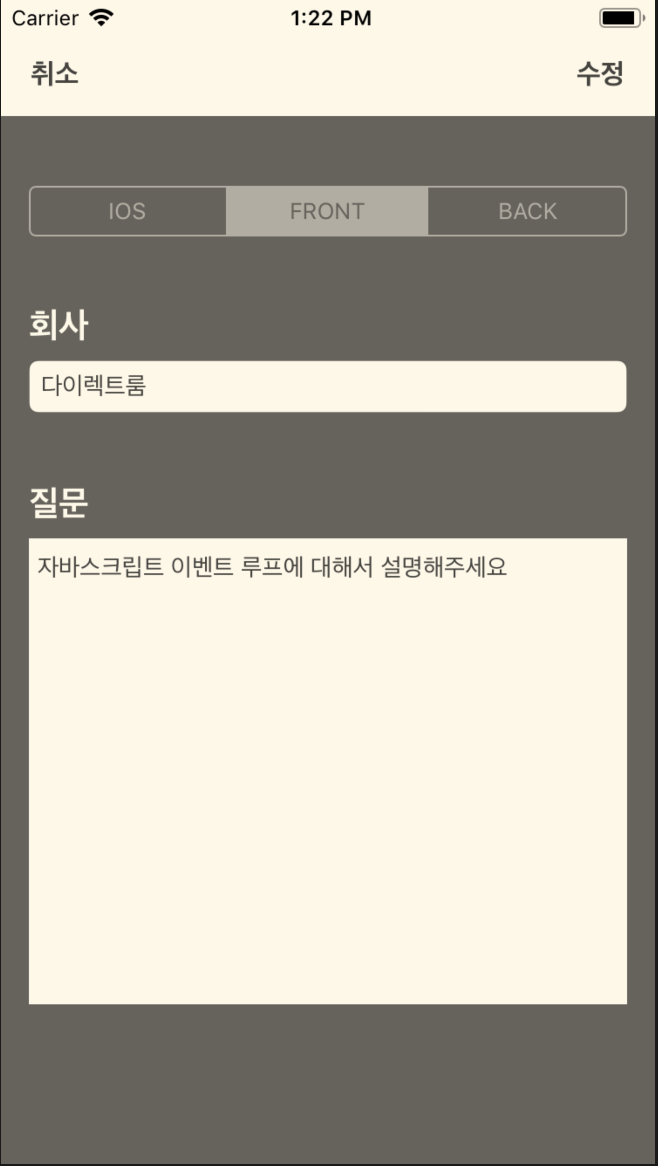 Carrier 1:22 PM
취소 수정
IOS FRONT BACK
회사
다이렉트룸
질문
자바스크립트 이벤트 루프에 대해서 설명해주세요